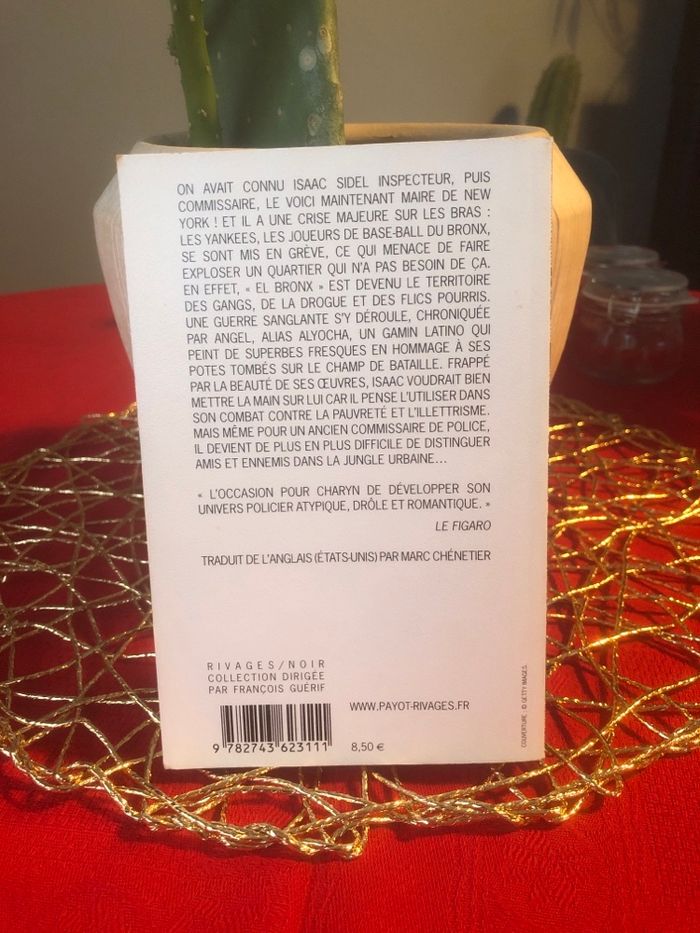 ON AVAIT CONNU ISAAC SIDEL INSPECTEUR, PUIS
COMMISSAIRE, LE VOICI MAINTENANT MAIRE DE NEW
YORK ! ET IL A UNE CRISE MAJEURE SUR LES BRAS :
LES YANKEES, LES JOUEURS DE BASE-BALL DU BRONX,
SE SONT MIS EN GRÈVE, CE QUI MENACE DE FAIRE
EXPLOSER UN QUARTIER QUI N'A PAS BESOIN DE ÇA.
EN EFFET, « EL BRONX » EST DEVENU LE TERRITOIRE
DES GANGS, DE LA DROGUE ET DES FLICS POURRIS.
UNE GUERRE SANGLANTE S'Y DÉROULE, CHRONIQUÉE
PAR ANGEL, ALIAS ALYOCHA, UN GAMIN LATINO QUI
PEINT DE SUPERBES FRESQUES EN HOMMAGE À SES
POTES TOMBÉS SUR LE CHAMP DE BATAILLE. FRAPPÉ
PAR LA BEAUTÉ DE SES ŒUVRES, ISAAC VOUDRAIT BIEN
METTRE LA MAIN SUR LUI CAR IL PENSE L'UTILISER DANS
SON COMBAT CONTRE LA PAUVRETÉ ET L'ILLETTRISME.
MAIS MÊME POUR UN ANCIEN COMMISSAIRE DE POLICE,
IL DEVIENT DE PLUS EN PLUS DIFFICILE DE DISTINGUER
AMIS ET ENNEMIS DANS LA JUNGLE URBAINE...
« L'OCCASION POUR CHARYN DE DÉVELOPPER SON
UNIVERS POLICIER ATYPIQUE, DRÔLE ET ROMANTIQUE. »
LE FIGARO
TRADUIT DE L'ANGLAIS (ÉTATS-UNIS) PAR MARC CHÉNETIER
RIVAGES/NOIR
COLLECTION DIRIGÉE
PAR FRANÇOIS GUÉRIF
WWW.PAYOT-RIVAGES.FR
9 782743 623111
8,50 €
COUVERTURE : © GETTY IMAGES